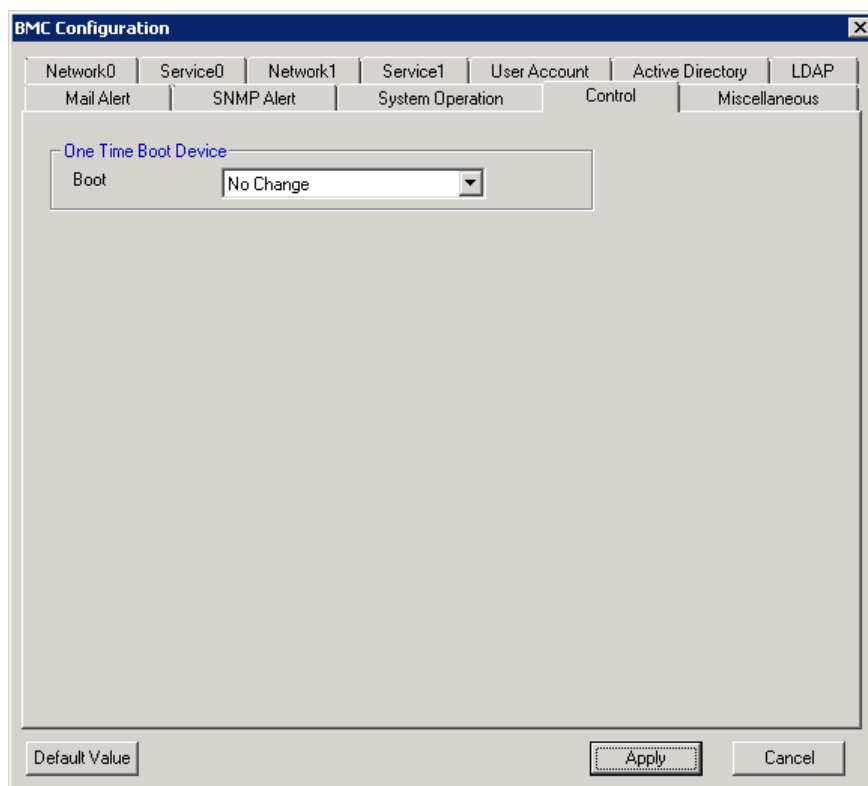 BMC Configuration
Network0 Service0 Network1 Service1 User Account Active Directory LDAP
Mail Alert SNMP Alert System Operation Control Miscellaneous
One Time Boot Device
Boot No Change
Default Value Apply Cancel